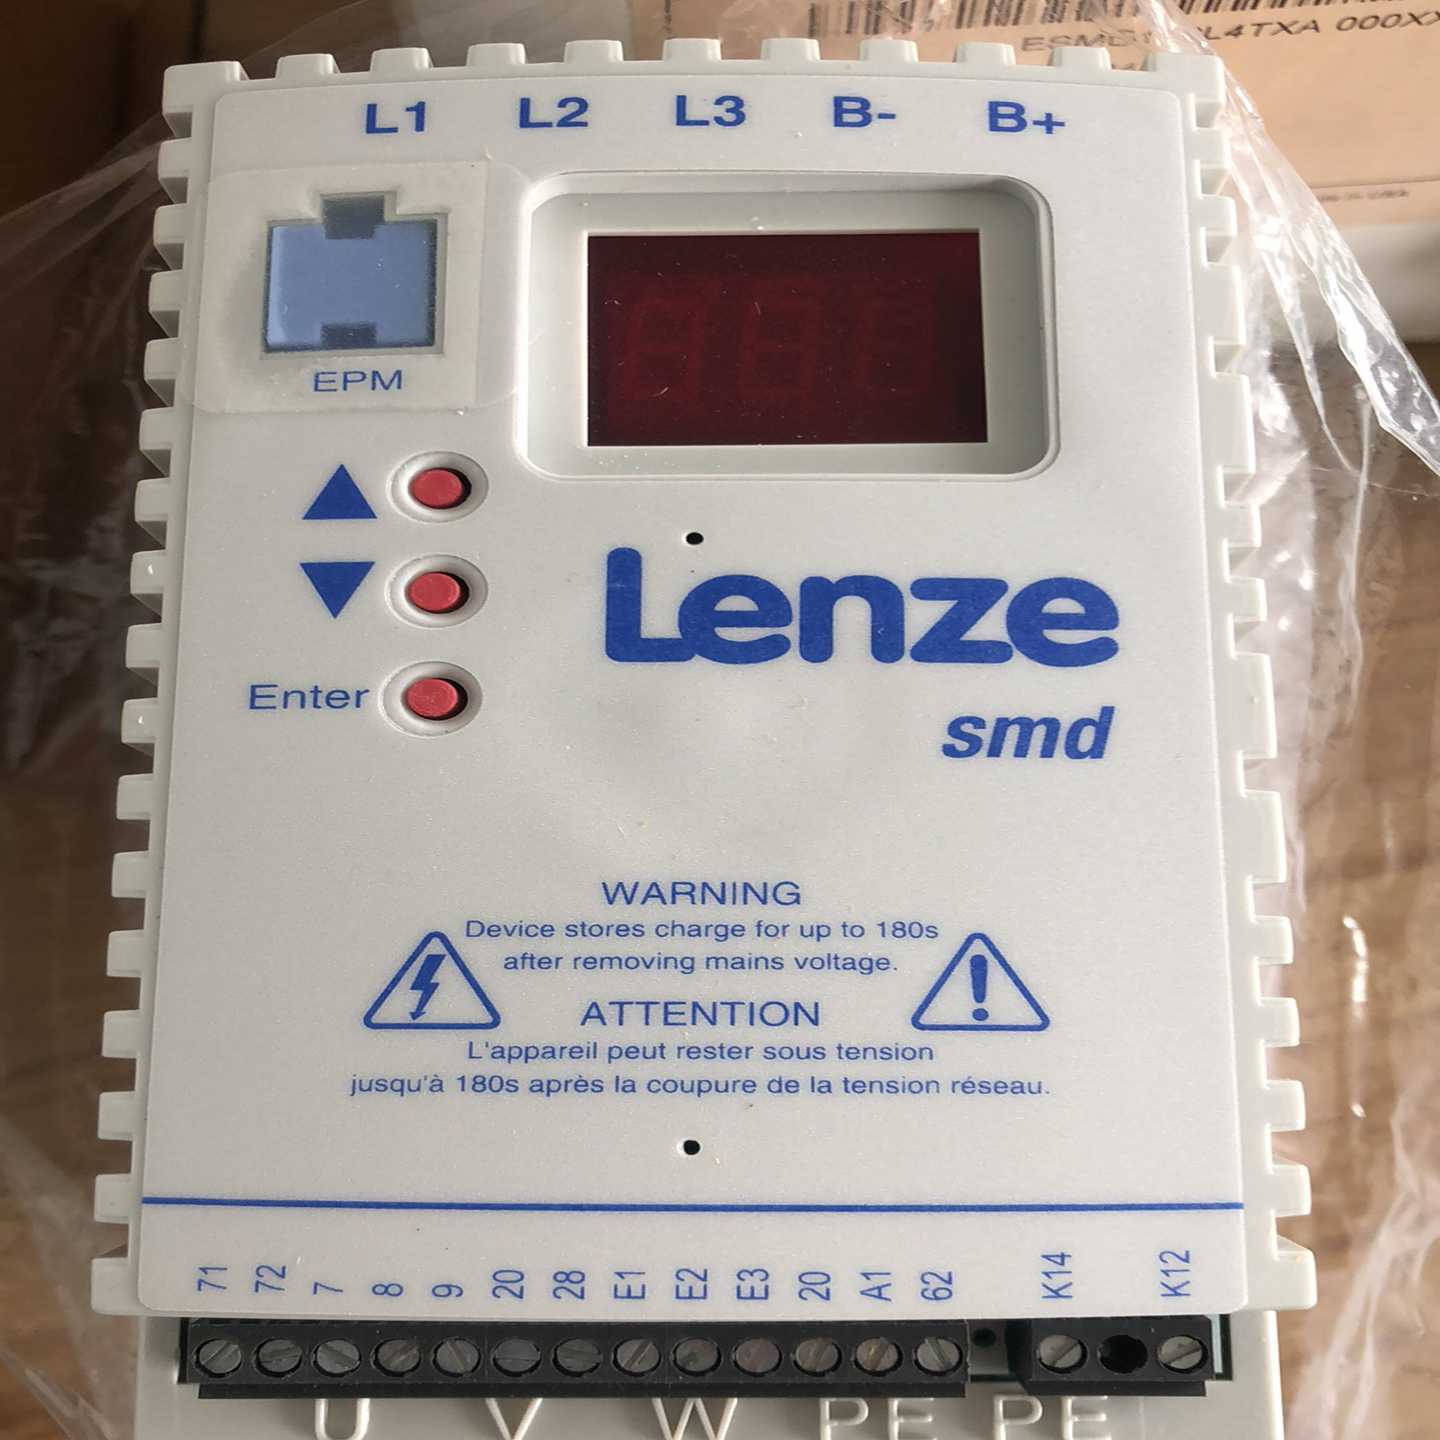 L4TXA 000XX
L1 L2 L3 B- B+
EPM
Enter
Lenze
smd
WARNING
Device stores charge for up to 180s
after removing mains voltage.
ATTENTION
L'appareil peut rester sous tension
jusqu'à 180s après la coupure de la tension réseau.
71 72 7 8 9 20 28 E1 E2 E3 20 A1 62 K14 K12
U V W PE PE